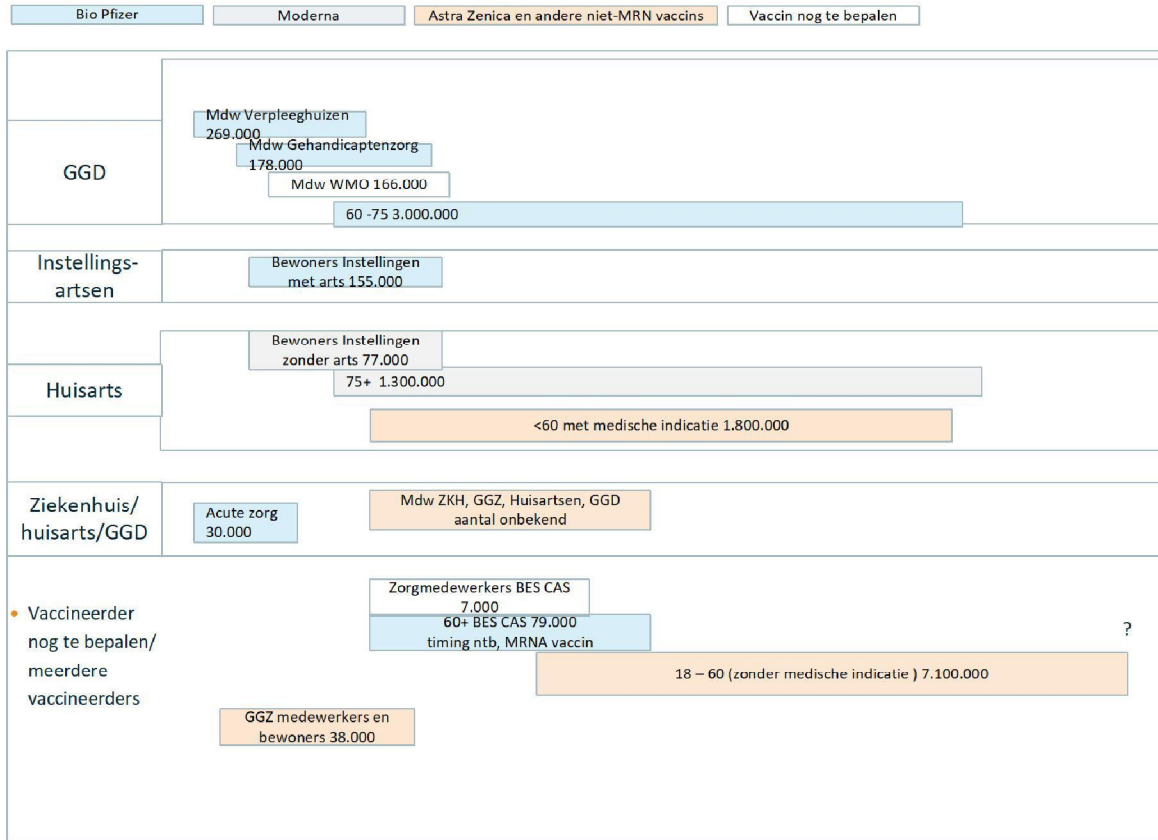 Bio Pfizer
Moderna
Astra Zenica en andere niet-MRN vaccins
Vaccin nog te bepalen
GGD
Mdw Verpleeghuizen
269.000
Mdw Gehandicaptenzorg
178.000
Mdw WMO 166.000
60 -75 3.000.000
Instellings-
artsen
Bewoners Instellingen
met arts 155.000
Huisarts
Bewoners Instellingen
zonder arts 77.000
75+ 1.300.000
<60 met medische indicatie 1.800.000
Ziekenhuis/
huisarts/GGD
Acute zorg
30.000
Mdw ZKH, GGZ, Huisartsen, GGD
aantal onbekend
• Vaccineerder
nog te bepalen/
meerdere
vaccineerders
Zorgmedewerkers BES CAS
7.000
60+ BES CAS 79.000
timing ntb, MRNA vaccin
?
18 – 60 (zonder medische indicatie ) 7.100.000
GGZ medewerkers en
bewoners 38.000